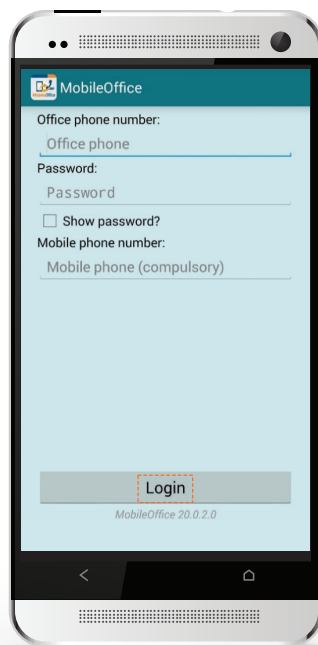 MobileOffice
Office phone number:
Office phone
Password:
Password
Show password?
Mobile phone number:
Mobile phone (compulsory)
Login
MobileOffice 20.0.2.0